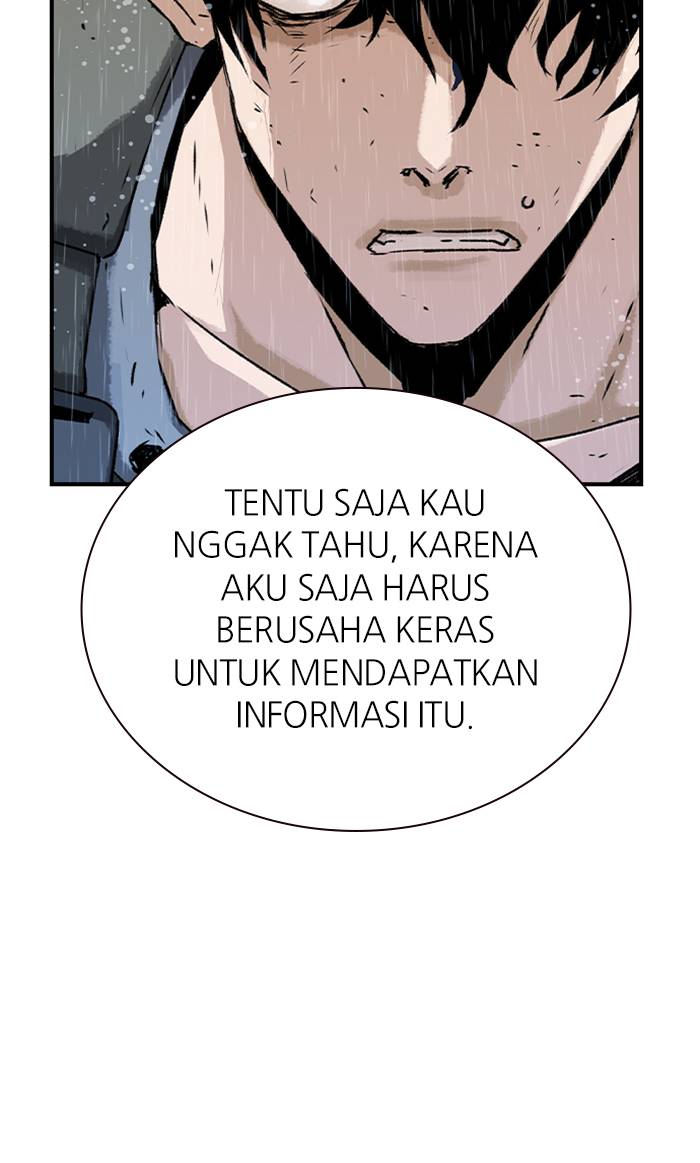 TENTU SAJA KAU
NGGAK TAHU, KARENA
AKU SAJA HARUS
BERUSAHA KERAS
UNTUK MENDAPATKAN
INFORMASI ITU.